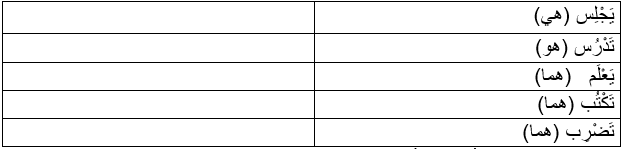 يَجْلِس (هي)
تَدْرُس (هو)
يَعْلَم (هما)
تَكْتُب (هما)
تَضْرِب (هما)